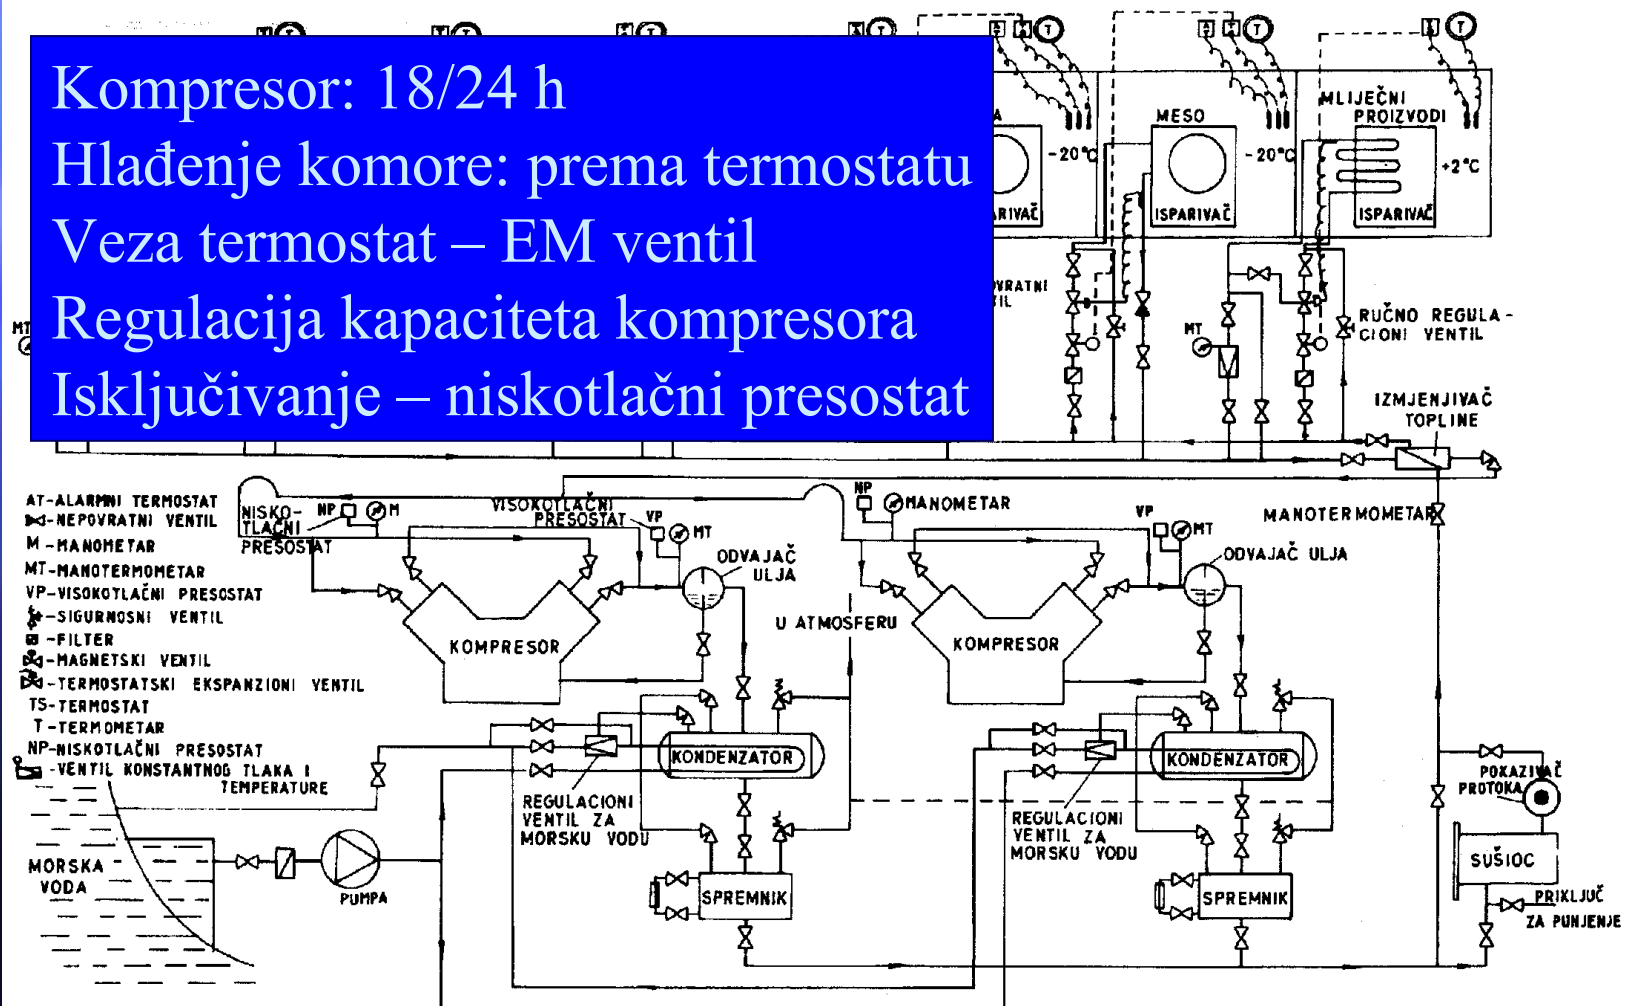 T
T
T
Kompresor: 18/24 h
Hlađenje komore: prema termostatu
Veza termostat – EM ventil
Regulacija kapaciteta kompresora
Isključivanje – niskotlačni presostat
-20°C
MESO
ISPARIVAČ
-20°C
MLIJEČNI
PROIZVODI
ISPARIVAČ
+2°C
MT
MT
RUČNO REGULA-
CIONI VENTIL
IZMJENJIVAČ
TOPLINE
AT-ALARMNI TERMOSTAT
-NEPOVRATNI VENTIL
M -MANOMETAR
MT-MANOTERMOMETAR
VP-VISOKOTLAČNI PRESOSTAT
-SIGURNOSNI VENTIL
-FILTER
-MAGNETSKI VENTIL
-TERMOSTATSKI EKSPANZIONI VENTIL
TS-TERMOSTAT
T -TERMOMETAR
NP-NISKOTLAČNI PRESOSTAT
-VENTIL KONSTANTNOG TLAKA I
TEMPERATURE
NISKO-
TLAČNI
PRESOSTAT
NP
M
VISOKOTLAČNI
PRESOSTAT
VP
MT
ODVAJAČ
ULJA
KOMPRESOR
U ATMOSFERU
NP
MANOMETAR
VP
MT
MANOTERMOMETAR
ODVAJAČ ULJA
KOMPRESOR
KONDENZATOR
KONDENZATOR
REGULACIONI
VENTIL ZA
MORSKU VODU
REGULACIONI
VENTIL ZA
MORSKU VODU
POKAZIVAČ
PROTOKA
SUŠIOC
MORSKA
VODA
PUMPA
SPREMNIK
SPREMNIK
PRIKLJUČ
ZA PUNJENJE